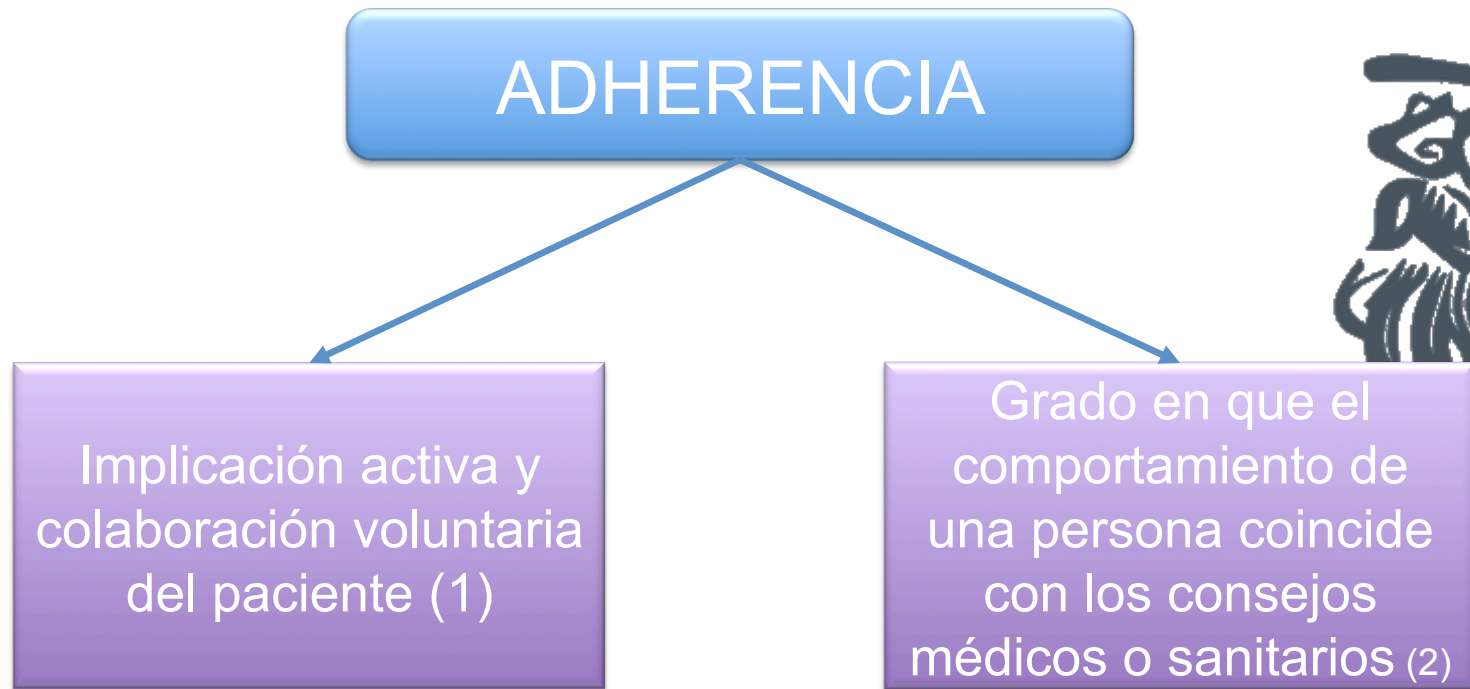 ADHERENCIA
Implicación activa y
colaboración voluntaria
del paciente (1)
Grado en que el
comportamiento de
una persona coincide
con los consejos
médicos o sanitarios (2)